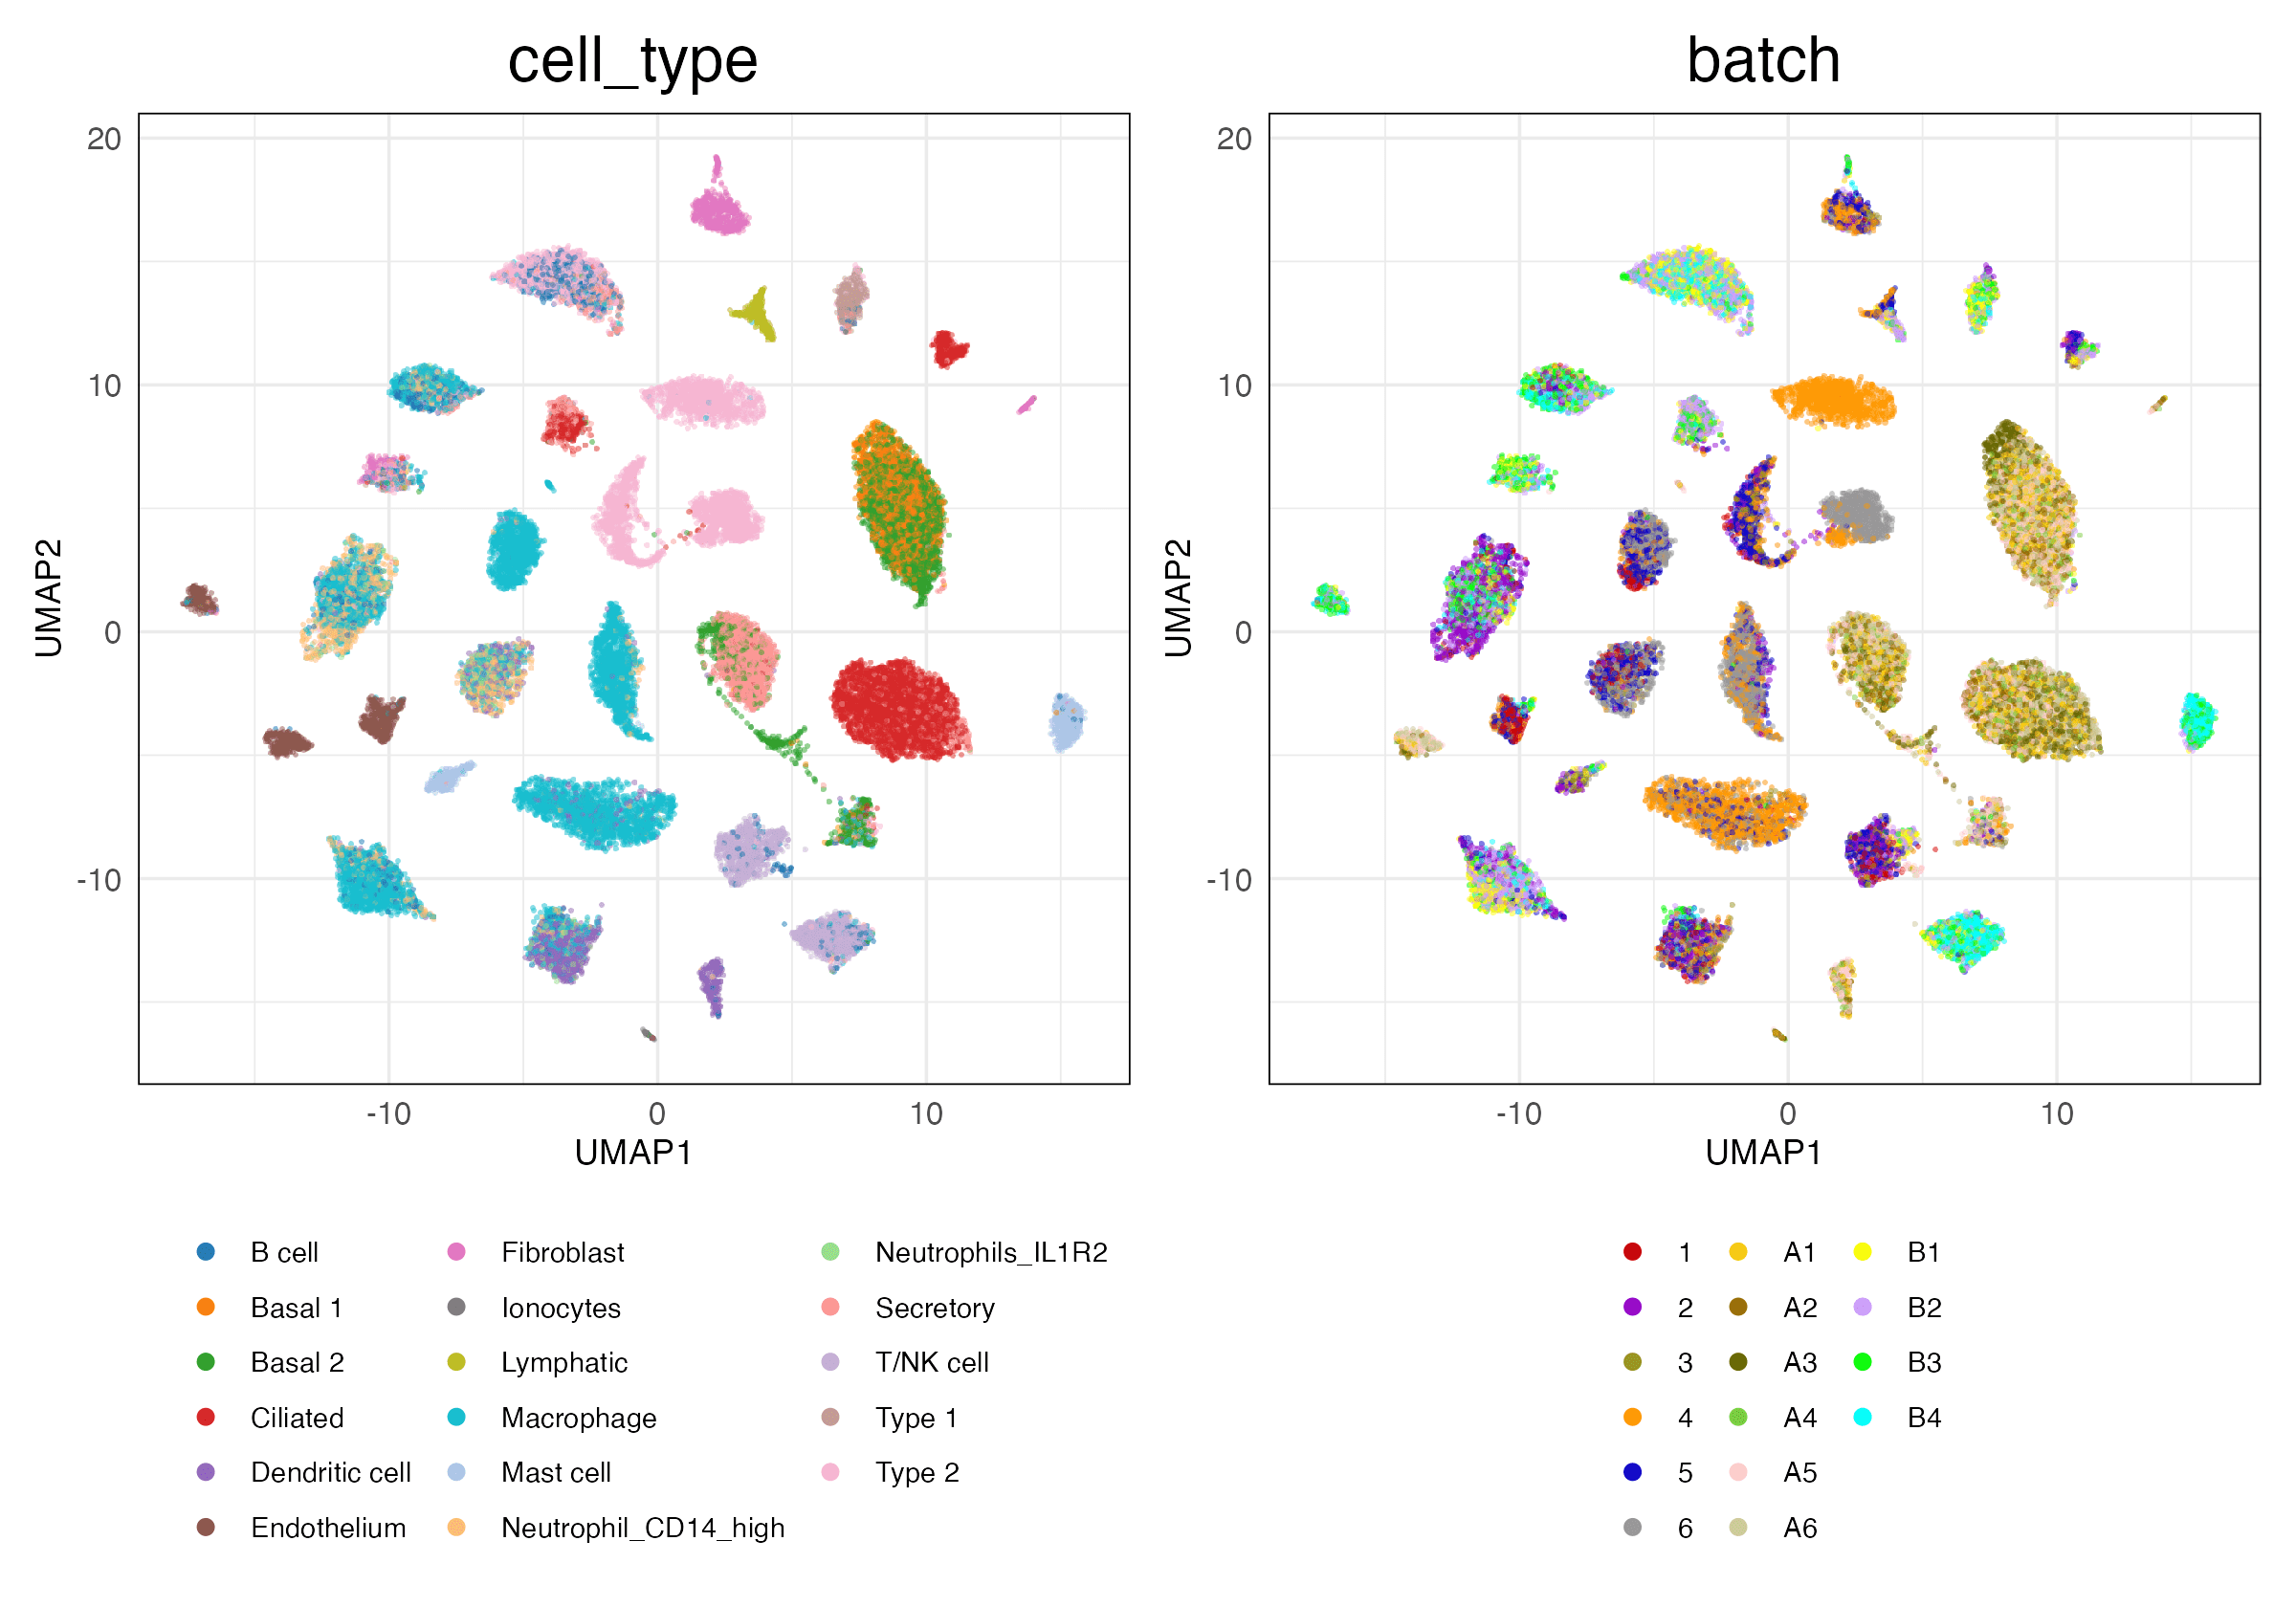 cell_type
batch
20
10
0
-10
UMAP2
-10
0
10
UMAP1
20
10
0
-10
UMAP2
-10
0
10
UMAP1
B cell
Basal 1
Basal 2
Ciliated
Dendritic cell
Endothelium
Fibroblast
Ionocytes
Lymphatic
Macrophage
Mast cell
Neutrophil_CD14_high
Neutrophils_IL1R2
Secretory
T/NK cell
Type 1
Type 2
1
2
3
4
5
6
A1
A2
A3
A4
A5
A6
B1
B2
B3
B4